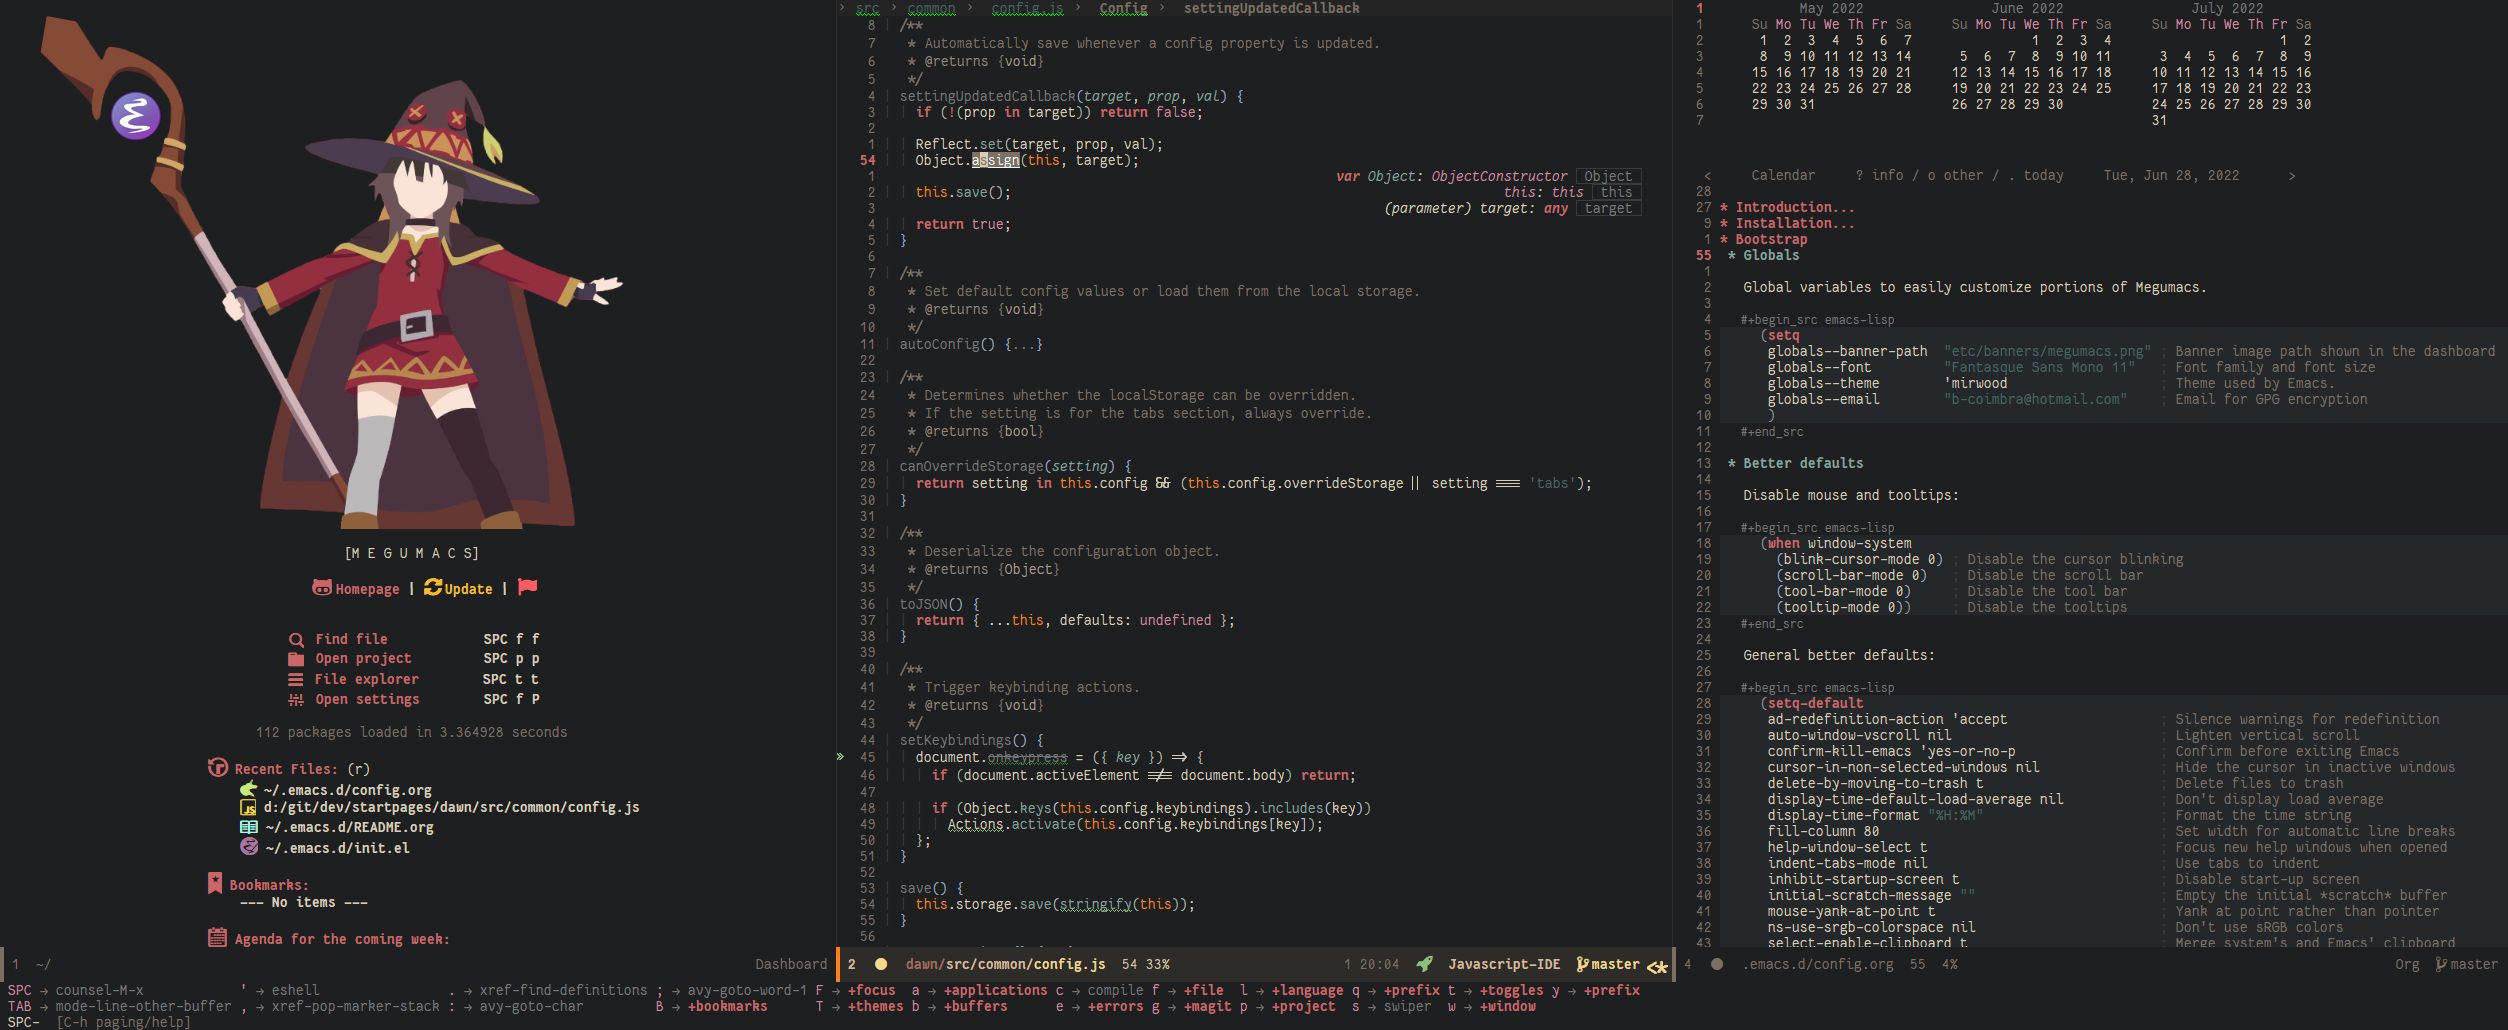 [M E G U M A C S]
Homepage | Update |
Find file SPC f f
Open project SPC p p
File explorer SPC t t
Open settings SPC f P
112 packages loaded in 3.364928 seconds
Recent Files: (r)
~/.emacs.d/config.org
JS d:/git/dev/startpages/dawn/src/common/config.js
~/.emacs.d/README.org
~/.emacs.d/init.el
Bookmarks:
--- No items ---
Agenda for the coming week:
1 ~/ Dashboard
› src › common › config.js › Config › settingUpdatedCallback
8 /**
7 * Automatically save whenever a config property is updated.
6 * @returns {void}
5 */
4 settingUpdatedCallback(target, prop, val) {
3 if (!(prop in target)) return false;
2
1 Reflect.set(target, prop, val);
54 Object.assign(this, target);
1 var Object: ObjectConstructor Object
2 this.save(); this: this this
3 (parameter) target: any target
4 return true;
5 }
6
7 /**
8 * Set default config values or load them from the local storage.
9 * @returns {void}
10 */
11 autoConfig() {...}
22
23 /**
24 * Determines whether the localStorage can be overridden.
25 * If the setting is for the tabs section, always override.
26 * @returns {bool}
27 */
28 canOverrideStorage(setting) {
29 return setting in this.config && (this.config.overrideStorage || setting === 'tabs');
30 }
31
32 /**
33 * Deserialize the configuration object.
34 * @returns {Object}
35 */
36 toJSON() {
37 return { ...this, defaults: undefined };
38 }
39
40 /**
41 * Trigger keybinding actions.
42 * @returns {void}
43 */
44 setKeybindings() {
» 45 document.onkeypress = ({ key }) => {
46 if (document.activeElement !== document.body) return;
47
48 if (Object.keys(this.config.keybindings).includes(key))
49 Actions.activate(this.config.keybindings[key]);
50 };
51 }
52
53 save() {
54 this.storage.save(stringify(this));
55 }
56
2 dawn/src/common/config.js 54 33% 1 20:04 Javascript-IDE master <*
1 May 2022 June 2022 July 2022
1 Su Mo Tu We Th Fr Sa Su Mo Tu We Th Fr Sa Su Mo Tu We Th Fr Sa
2 1 2 3 4 5 6 7 1 2 3 4 1 2
3 8 9 10 11 12 13 14 5 6 7 8 9 10 11 3 4 5 6 7 8 9
4 15 16 17 18 19 20 21 12 13 14 15 16 17 18 10 11 12 13 14 15 16
5 22 23 24 25 26 27 28 19 20 21 22 23 24 25 17 18 19 20 21 22 23
6 29 30 31 26 27 28 29 30 24 25 26 27 28 29 30
7 31
< Calendar ? info / o other / . today Tue, Jun 28, 2022 >
28
27 * Introduction...
9 * Installation...
1 * Bootstrap
55 * Globals
1
2 Global variables to easily customize portions of Megumacs.
3
4 #+begin_src emacs-lisp
5 (setq
6 globals--banner-path "etc/banners/megumacs.png" ; Banner image path shown in the dashboard
7 globals--font "Fantasque Sans Mono 11" ; Font family and font size
8 globals--theme 'mirwood ; Theme used by Emacs.
9 globals--email "b-coimbra@hotmail.com" ; Email for GPG encryption
10 )
11 #+end_src
12
13 * Better defaults
14
15 Disable mouse and tooltips:
16
17 #+begin_src emacs-lisp
18 (when window-system
19 (blink-cursor-mode 0) ; Disable the cursor blinking
20 (scroll-bar-mode 0) ; Disable the scroll bar
21 (tool-bar-mode 0) ; Disable the tool bar
22 (tooltip-mode 0)) ; Disable the tooltips
23 #+end_src
24
25 General better defaults:
26
27 #+begin_src emacs-lisp
28 (setq-default
29 ad-redefinition-action 'accept ; Silence warnings for redefinition
30 auto-window-vscroll nil ; Lighten vertical scroll
31 confirm-kill-emacs 'yes-or-no-p ; Confirm before exiting Emacs
32 cursor-in-non-selected-windows nil ; Hide the cursor in inactive windows
33 delete-by-moving-to-trash t ; Delete files to trash
34 display-time-default-load-average nil ; Don't display load average
35 display-time-format "%H:%M" ; Format the time string
36 fill-column 80 ; Set width for automatic line breaks
37 help-window-select t ; Focus new help windows when opened
38 indent-tabs-mode nil ; Use tabs to indent
39 inhibit-startup-screen t ; Disable start-up screen
40 initial-scratch-message "" ; Empty the initial *scratch* buffer
41 mouse-yank-at-point t ; Yank at point rather than pointer
42 ns-use-srgb-colorspace nil ; Don't use sRGB colors
43 select-enable-clipboard t ; Merge system's and Emacs' clipboard
4 .emacs.d/config.org 55 4% Org master
SPC → counsel-M-x ' → eshell . → xref-find-definitions ; → avy-goto-word-1 F → +focus a → +applications c → compile f → +file l → +language q → +prefix t → +toggles y → +prefix
TAB → mode-line-other-buffer , → xref-pop-marker-stack : → avy-goto-char B → +bookmarks T → +themes b → +buffers e → +errors g → +magit p → +project s → swiper w → +window
SPC- [C-h paging/help]